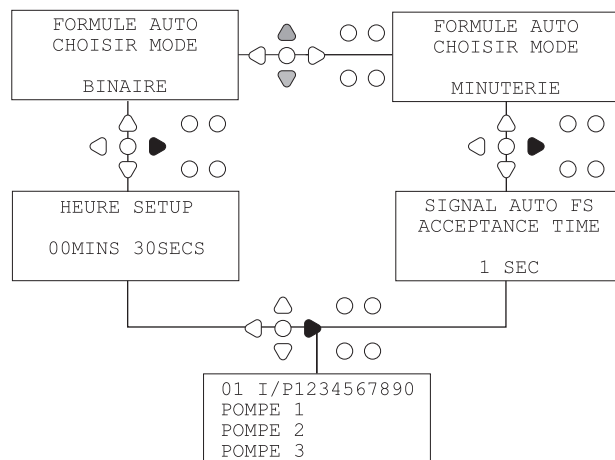 FORMULE AUTO
CHOISIR MODE
BINAIRE
FORMULE AUTO
CHOISIR MODE
MINUTERIE
HEURE SETUP
00MINS 30SECS
SIGNAL AUTO FS
ACCEPTANCE TIME
1 SEC
01 I/P1234567890
POMPE 1
POMPE 2
POMPE 3